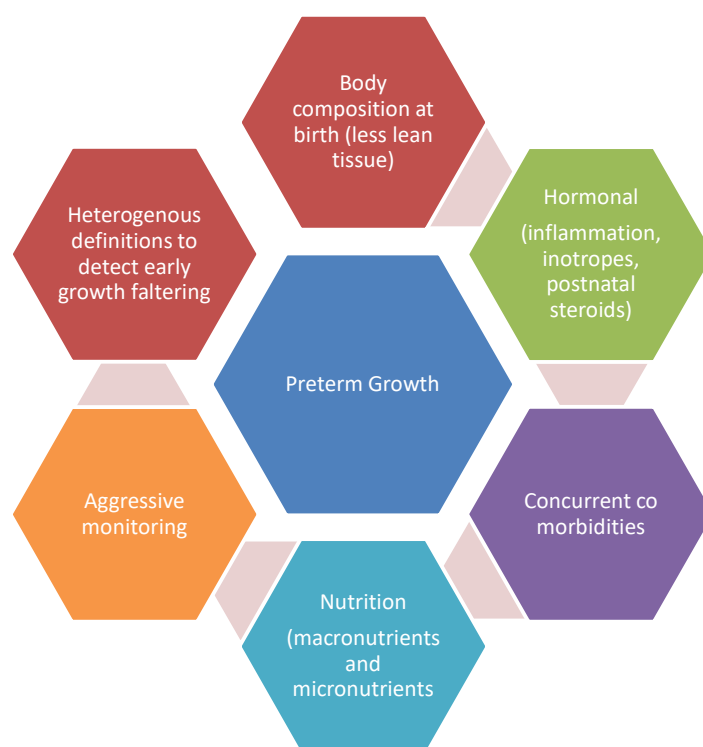 Body
composition at
birth (less lean
tissue)
Hormonal
(inflammation,
inotropes,
postnatal
steroids)
Heterogenous
definitions to
detect early
growth faltering
Preterm Growth
Aggressive
monitoring
Concurrent co
morbidities
Nutrition
(macronutrients
and
micronutrients